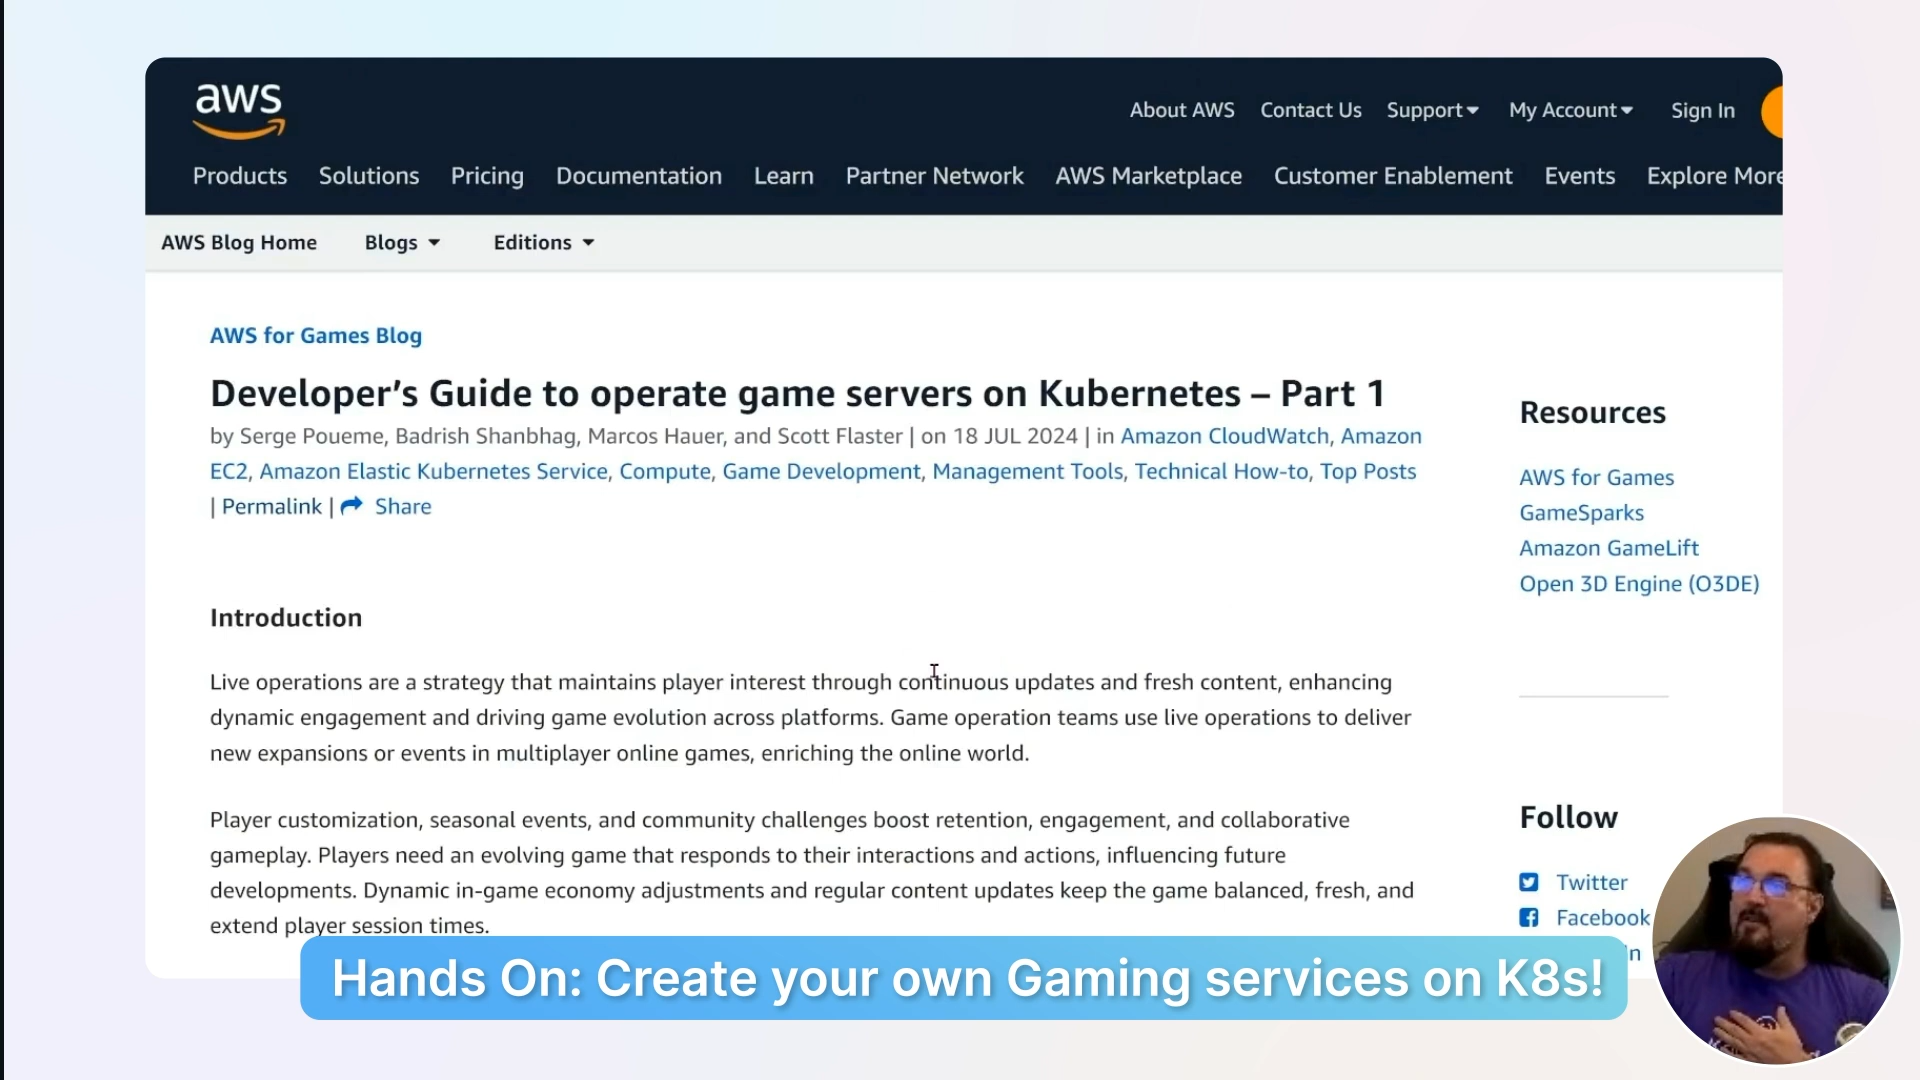 aws
About AWS Contact Us Support My Account Sign In
Products Solutions Pricing Documentation Learn Partner Network AWS Marketplace Customer Enablement Events Explore More
AWS Blog Home Blogs Editions
AWS for Games Blog
Developer’s Guide to operate game servers on Kubernetes – Part 1
by Serge Poueme, Badrish Shanbhag, Marcos Hauer, and Scott Flaster | on 18 JUL 2024 | in Amazon CloudWatch, Amazon
EC2, Amazon Elastic Kubernetes Service, Compute, Game Development, Management Tools, Technical How-to, Top Posts
| Permalink | Share
Introduction
Live operations are a strategy that maintains player interest through continuous updates and fresh content, enhancing
dynamic engagement and driving game evolution across platforms. Game operation teams use live operations to deliver
new expansions or events in multiplayer online games, enriching the online world.
Player customization, seasonal events, and community challenges boost retention, engagement, and collaborative
gameplay. Players need an evolving game that responds to their interactions and actions, influencing future
developments. Dynamic in-game economy adjustments and regular content updates keep the game balanced, fresh, and
extend player session times.
Resources
AWS for Games
GameSparks
Amazon GameLift
Open 3D Engine (O3DE)
Follow
Twitter
Facebook
Hands On: Create your own Gaming services on K8s!